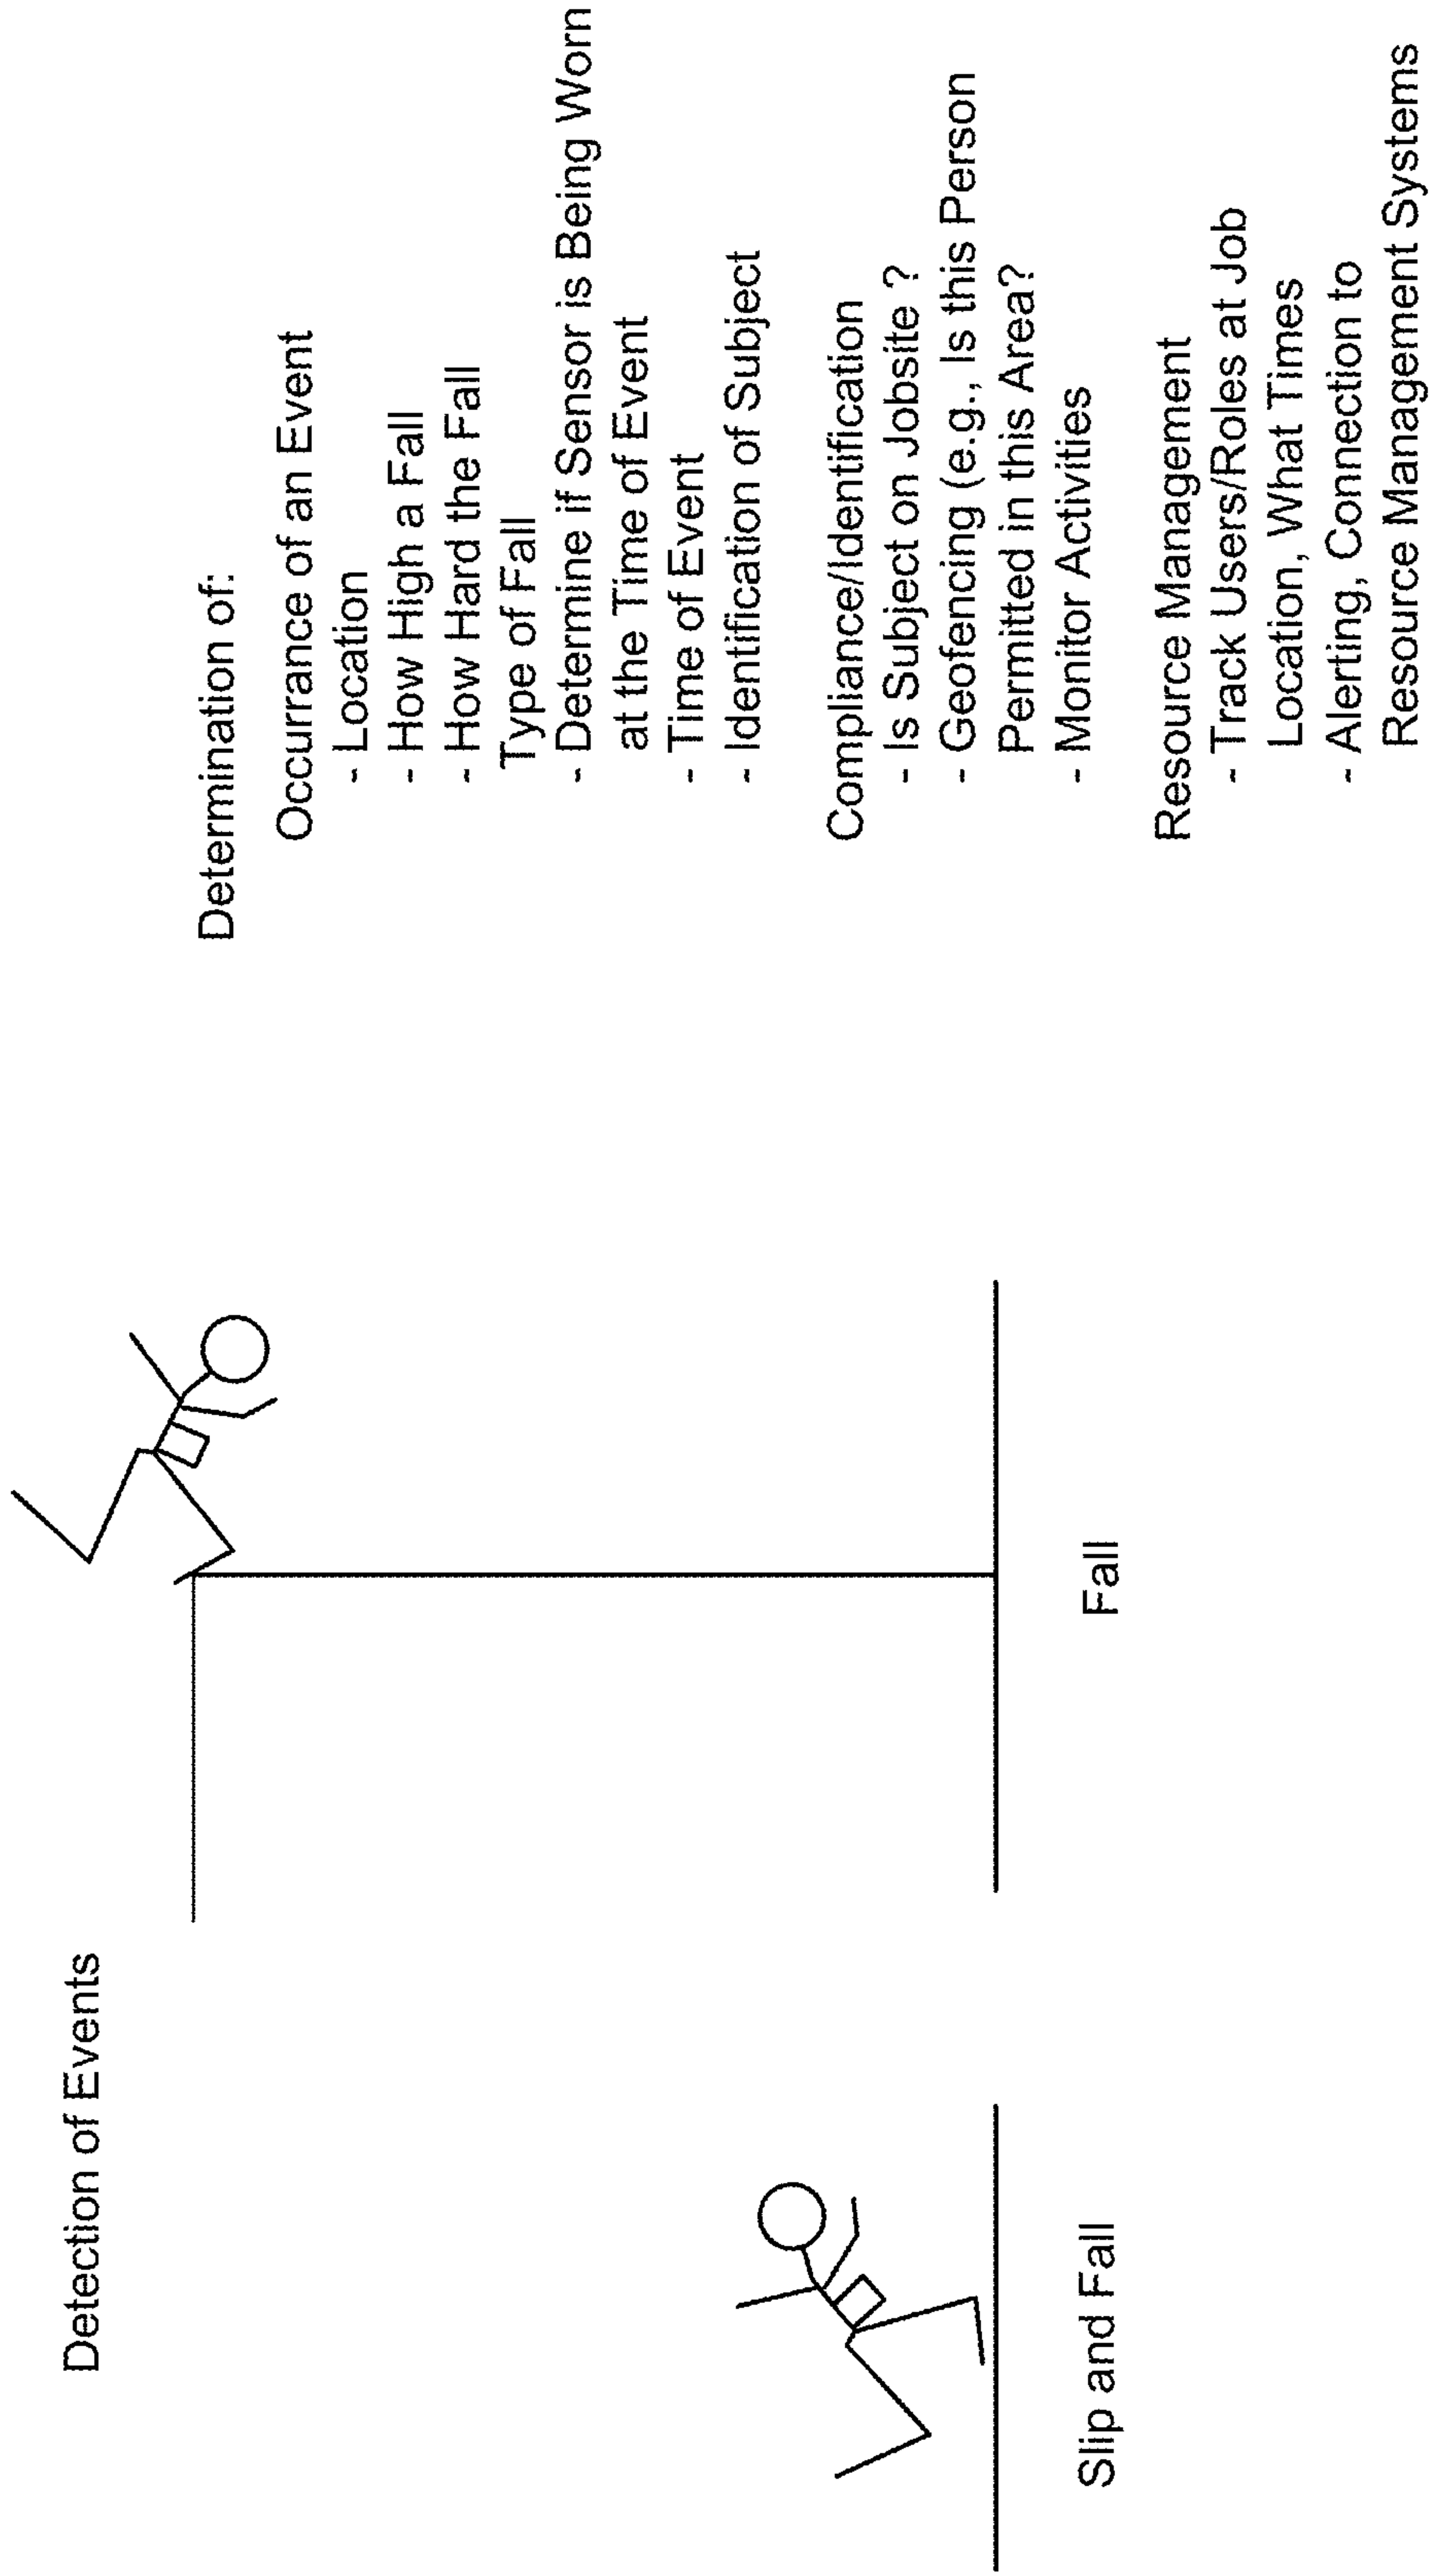 Detection of Events
Slip and Fall
Fall
Determination of:
Occurrance of an Event
- Location
- How High a Fall
- How Hard the Fall
Type of Fall
- Determine if Sensor is Being Worn
at the Time of Event
- Time of Event
- Identification of Subject
Compliance/Identification
- Is Subject on Jobsite ?
- Geofencing (e.g., Is this Person
Permitted in this Area?
- Monitor Activities
Resource Management
- Track Users/Roles at Job
Location, What Times
- Alerting, Connection to
Resource Management Systems